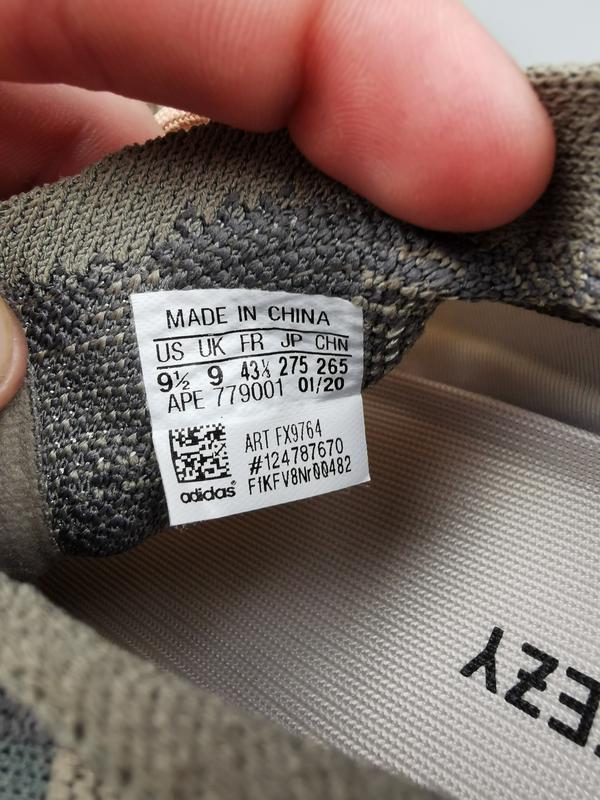 MADE IN CHINA
US UK FR JP CHN
9½ 9 43⅓ 275 265
APE 779001 01/20
ART FX9764
#124787670
F1KFV8Nr00482
adidas
EZY